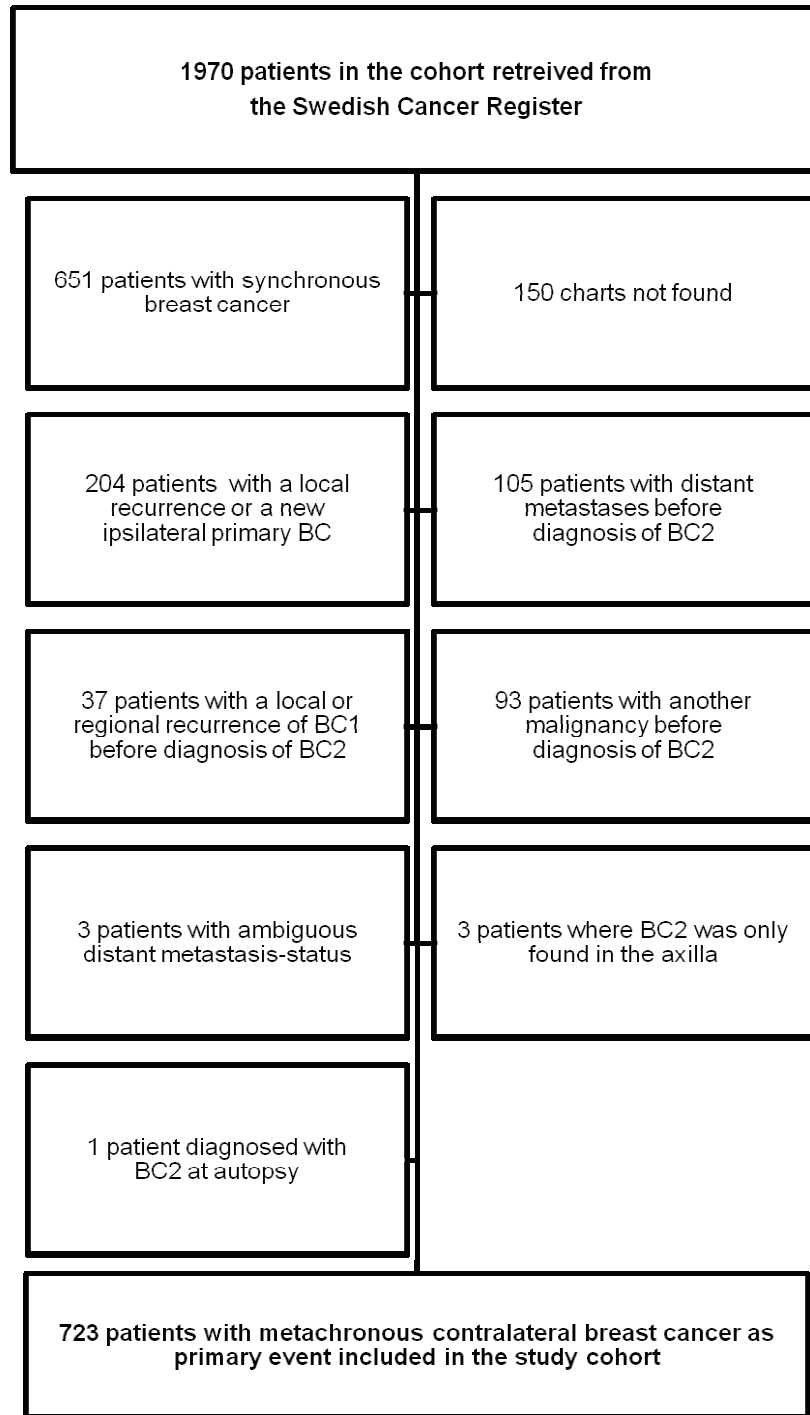 1970 patients in the cohort retreived from
the Swedish Cancer Register
651 patients with synchronous
breast cancer
150 charts not found
204 patients with a local
recurrence or a new
ipsilateral primary BC
105 patients with distant
metastases before
diagnosis of BC2
37 patients with a local or
regional recurrence of BC1
before diagnosis of BC2
93 patients with another
malignancy before
diagnosis of BC2
3 patients with ambiguous
distant metastasis-status
3 patients where BC2 was only
found in the axilla
1 patient diagnosed with
BC2 at autopsy
723 patients with metachronous contralateral breast cancer as
primary event included in the study cohort